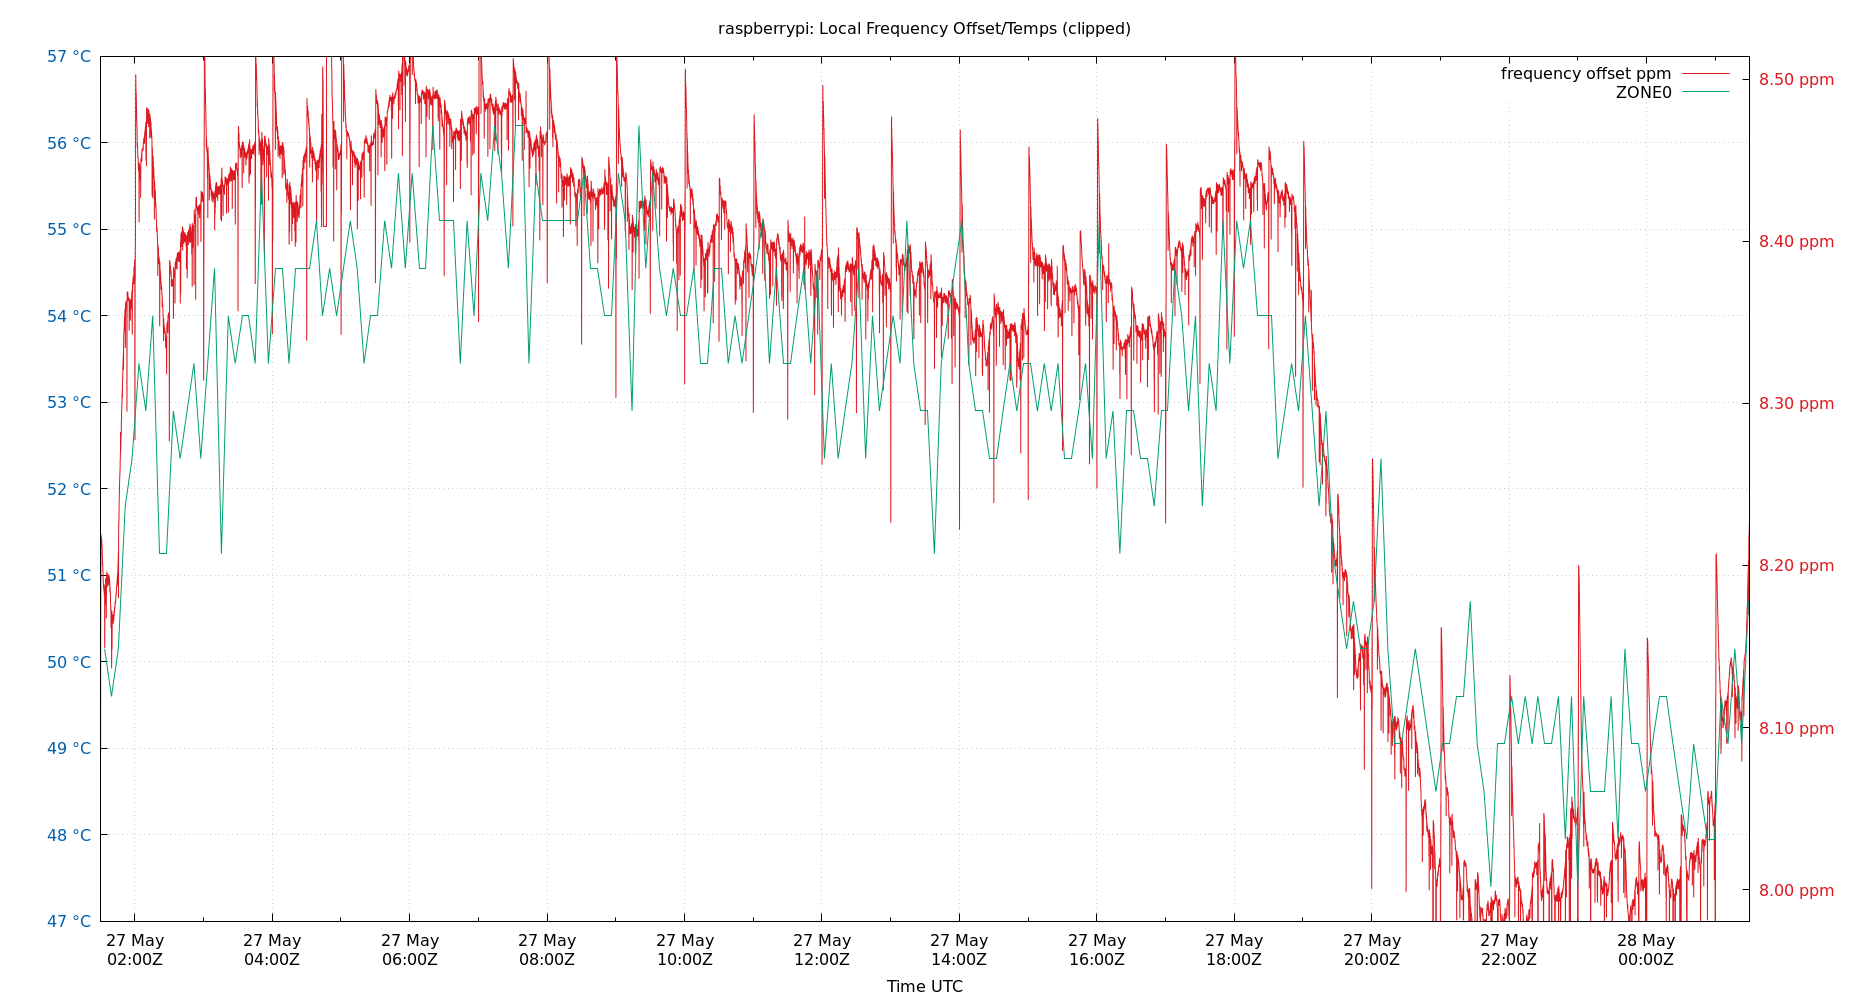 raspberrypi: Local Frequency Offset/Temps (clipped)
frequency offset ppm
ZONE0
57 °C
56 °C
55 °C
54 °C
53 °C
52 °C
51 °C
50 °C
49 °C
48 °C
47 °C
8.50 ppm
8.40 ppm
8.30 ppm
8.20 ppm
8.10 ppm
8.00 ppm
27 May 27 May 27 May 27 May 27 May 27 May 27 May 27 May 27 May 27 May 27 May 28 May
02:00Z 04:00Z 06:00Z 08:00Z 10:00Z 12:00Z 14:00Z 16:00Z 18:00Z 20:00Z 22:00Z 00:00Z
Time UTC